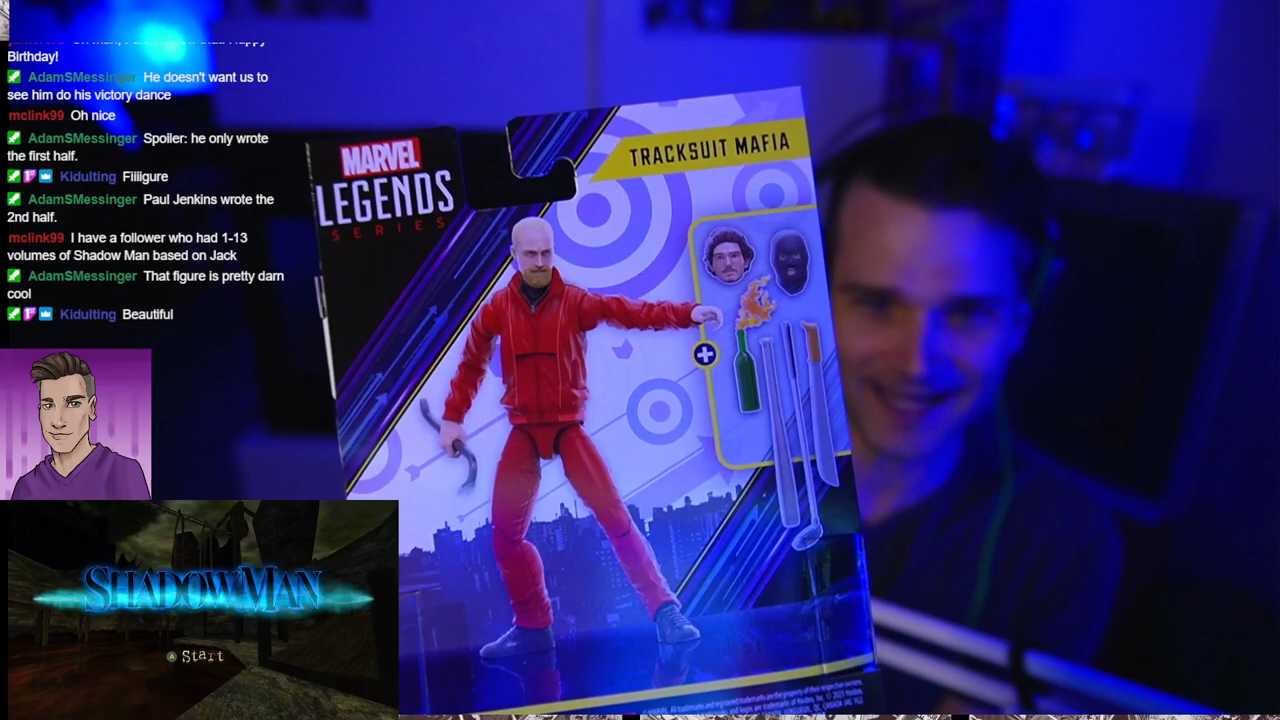 Birthday!
AdamSMessinger He doesn't want us to
see him do his victory dance
mclink99 Oh nice
AdamSMessinger Spoiler: he only wrote
the first half.
Kidulting Fiiiigure
AdamSMessinger Paul Jenkins wrote the
2nd half.
mclink99 I have a follower who had 1-13
volumes of Shadow Man based on Jack
AdamSMessinger That figure is pretty darn
cool
Kidulting Beautiful
MARVEL
LEGENDS
SERIES
TRACKSUIT MAFIA
SHADOWMAN
A Start